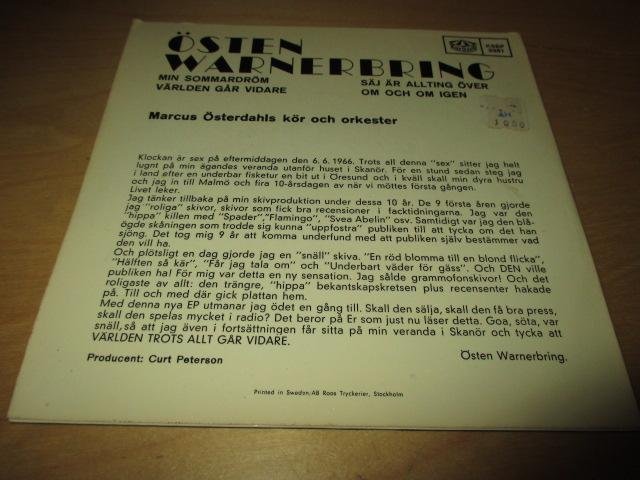 ÖSTEN
WARNERBRING
KSEP
3381
MIN SOMMARDRÖM
VÄRLDEN GÅR VIDARE
SÄJ ÄR ALLTING ÖVER
OM OCH OM IGEN
Marcus Österdahls kör och orkester
Klockan är sex på eftermiddagen den 6. 6. 1966. Trots all denna "sex" sitter jag helt
lugnt på min ägandes veranda utanför huset i Skanör. För en stund sedan steg jag
i land efter en underbar fisketur en bit ut i Öresund och i kväll skall min dyra hustru
och jag in till Malmö och fira 10-årsdagen av när vi möttes första gången.
Livet leker.
Jag tänker tillbaka på min skivproduktion under dessa 10 år. De 9 första åren gjorde
jag "roliga" skivor, skivor som fick bra recensioner i facktidningarna. Jag var den
"hippa" killen med "Spader","Flamingo", "Svea Abelin" osv. Samtidigt var jag den blå-
ögde skåningen som trodde sig kunna "uppfostra" publiken till att tycka om det han
sjöng. Det tog mig 9 år att komma underfund med att publiken själv bestämmer vad
den vill ha.
Och plötsligt en dag gjorde jag en "snäll" skiva. "En röd blomma till en blond flicka",
"Hälften så kär", "Får jag tala om" och "Underbart väder för gäss". Och DEN ville
publiken ha! För mig var detta en ny sensation. Jag sålde grammofonskivor! Och det
roligaste av allt: den trängre, "hippa" bekantskapskretsen plus recensenter hakade
på. Till och med där gick plattan hem.
Med denna nya EP utmanar jag ödet en gång till. Skall den sälja, skall den få bra press,
skall den spelas mycket i radio? Det beror på Er som just nu läser detta. Goa, söta, var
snäll, så att jag även i fortsättningen får sitta på min veranda i Skanör och tycka att
VÄRLDEN TROTS ALLT GÅR VIDARE.
Östen Warnerbring.
Producent: Curt Peterson
Printed in Sweden, AB Roos Tryckerier, Stockholm